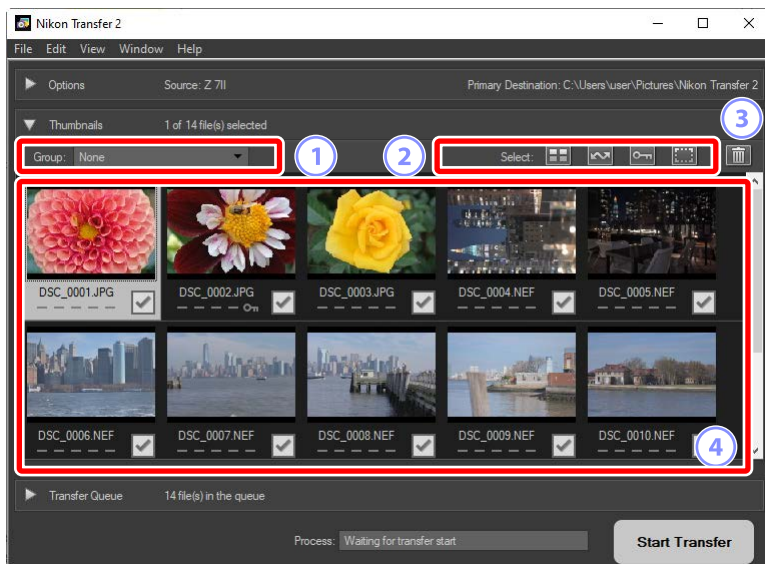 Nikon Transfer 2
File Edit View Window Help
Options Source: Z 7II Primary Destination: C:\Users\user\Pictures\Nikon Transfer 2
Thumbnails 1 of 14 file(s) selected
3
Group: None 1 2 Select:
DSC_0001.JPG DSC_0002.JPG DSC_0003.JPG DSC_0004.NEF DSC_0005.NEF
DSC_0006.NEF DSC_0007.NEF DSC_0008.NEF DSC_0009.NEF DSC_0010.NEF
4
Transfer Queue 14 file(s) in the queue
Process: Waiting for transfer start Start Transfer